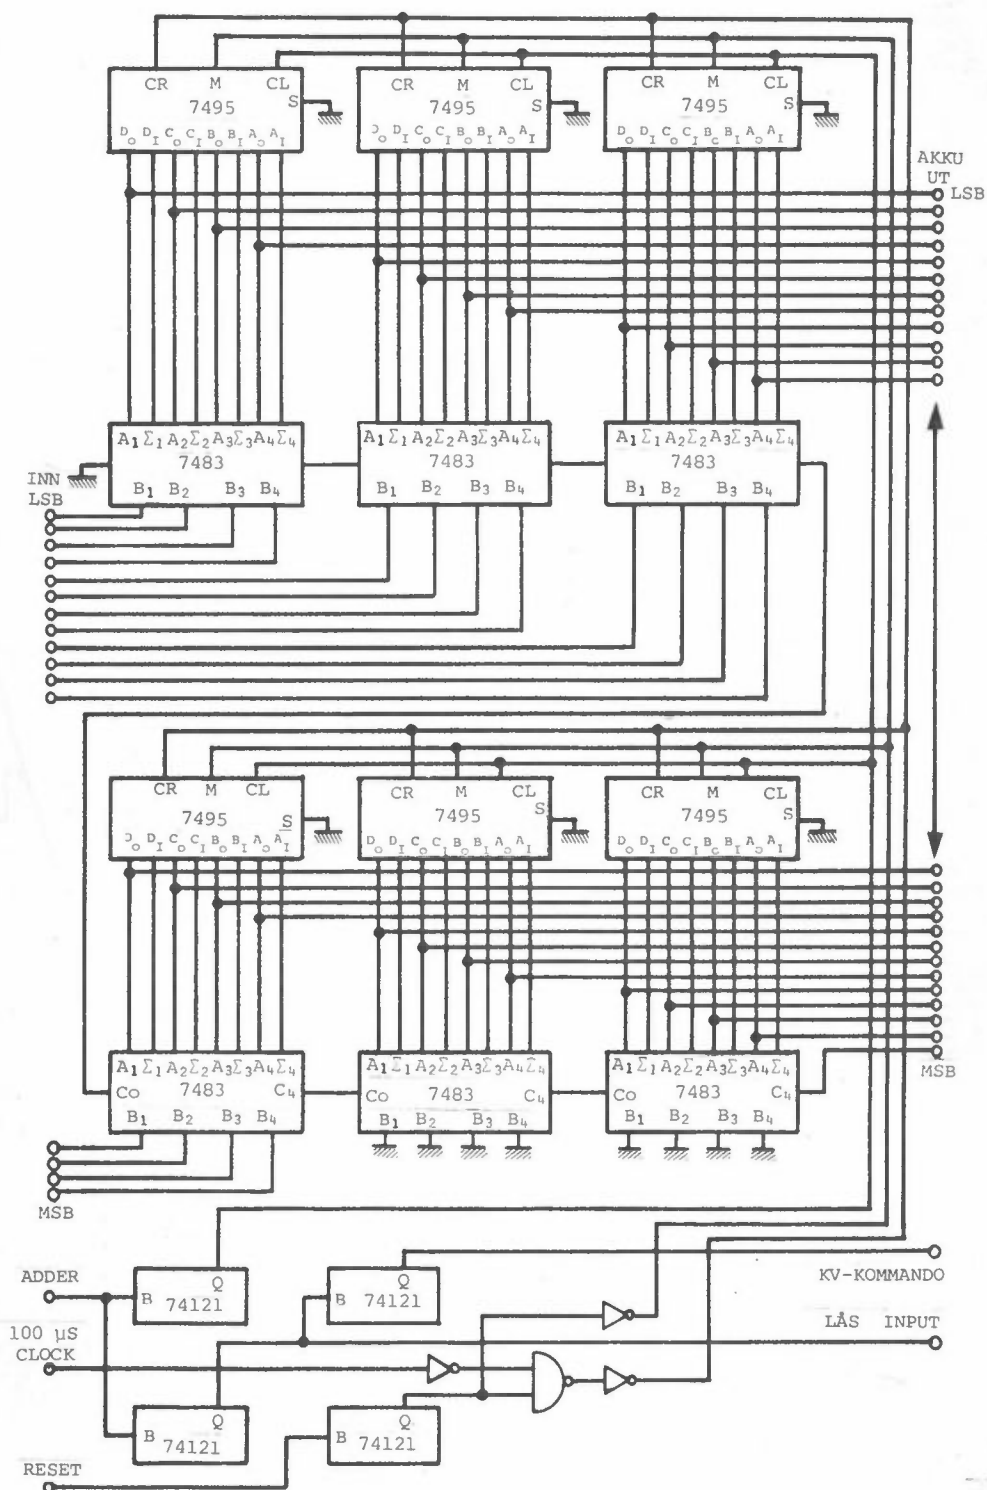 CR M CL CR M CL CR M CL
7495 S 7495 S 7495 S
DO DI CO CI BO BI AO AI DO DI CO CI BO BI AO AI DO DI CO CI BO BI AO AI
AKKU
UT
LSB
A1 Σ1 A2 Σ2 A3 Σ3 A4 Σ4 A1 Σ1 A2 Σ2 A3 Σ3 A4 Σ4 A1 Σ1 A2 Σ2 A3 Σ3 A4 Σ4
7483 7483 7483
B1 B2 B3 B4 B1 B2 B3 B4 B1 B2 B3 B4
INN
LSB
CR M CL CR M CL CR M CL
7495 S 7495 S 7495 S
DO DI CO CI BO BI AO AI DO DI CO CI BO BI AO AI DO DI CO CI BO BI AO AI
A1 Σ1 A2 Σ2 A3 Σ3 A4 Σ4 A1 Σ1 A2 Σ2 A3 Σ3 A4 Σ4 A1 Σ1 A2 Σ2 A3 Σ3 A4 Σ4
Co 7483 C4 Co 7483 C4 Co 7483 C4
B1 B2 B3 B4 B1 B2 B3 B4 B1 B2 B3 B4
MSB
MSB
ADDER
Q
B 74121
Q
B 74121
KV-KOMMANDO
100 µS
CLOCK
LÅS INPUT
Q
B 74121
Q
B 74121
RESET